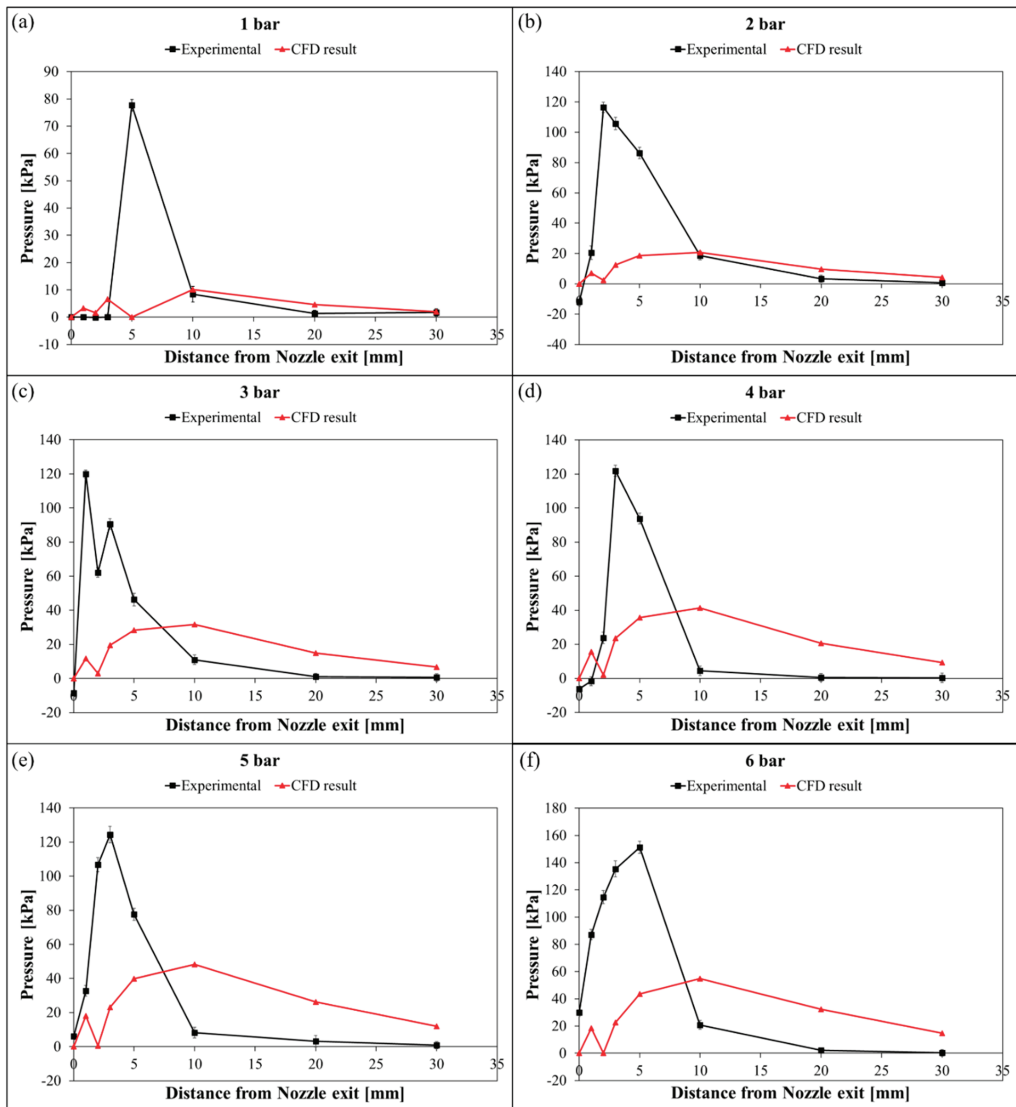 (a)
1 bar
Experimental CFD result
90
80
70
60
50
40
30
20
10
0
-10
Pressure [kPa]
0 5 10 15 20 25 30 35
Distance from Nozzle exit [mm]
(b)
2 bar
Experimental CFD result
140
120
100
80
60
40
20
0
-20
-40
Pressure [kPa]
0 5 10 15 20 25 30 35
Distance from Nozzle exit [mm]
(c)
3 bar
Experimental CFD result
140
120
100
80
60
40
20
0
-20
Pressure [kPa]
0 5 10 15 20 25 30 35
Distance from Nozzle exit [mm]
(d)
4 bar
Experimental CFD result
140
120
100
80
60
40
20
0
-20
Pressure [kPa]
0 5 10 15 20 25 30 35
Distance from Nozzle exit [mm]
(e)
5 bar
Experimental CFD result
140
120
100
80
60
40
20
0
-20
Pressure [kPa]
0 5 10 15 20 25 30 35
Distance from Nozzle exit [mm]
(f)
6 bar
Experimental CFD result
180
160
140
120
100
80
60
40
20
0
-20
Pressure [kPa]
0 5 10 15 20 25 30 35
Distance from Nozzle exit [mm]